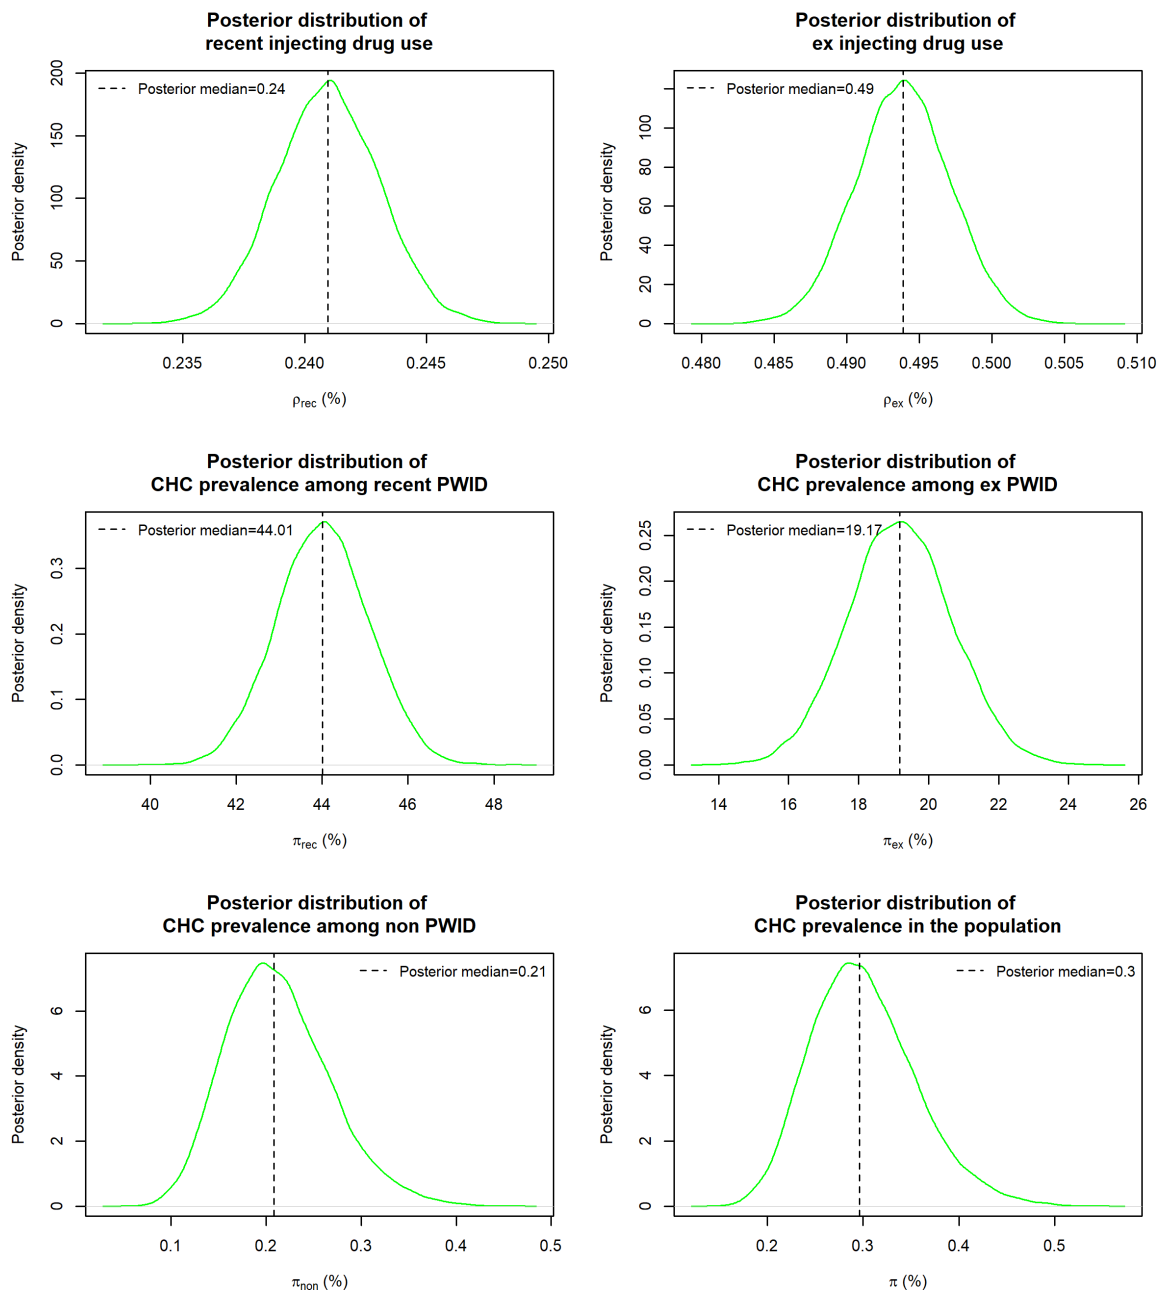 Posterior distribution of
recent injecting drug use
Posterior median=0.24
Posterior density
0
50
100
150
200
0.235
0.240
0.245
0.250
ρrec (%)
Posterior distribution of
ex injecting drug use
Posterior median=0.49
Posterior density
0
20
40
60
80
100
0.480
0.485
0.490
0.495
0.500
0.505
0.510
ρex (%)
Posterior distribution of
CHC prevalence among recent PWID
Posterior median=44.01
Posterior density
0.0
0.1
0.2
0.3
40
42
44
46
48
πrec (%)
Posterior distribution of
CHC prevalence among ex PWID
Posterior median=19.17
Posterior density
0.00
0.05
0.10
0.15
0.20
0.25
14
16
18
20
22
24
26
πex (%)
Posterior distribution of
CHC prevalence among non PWID
Posterior median=0.21
Posterior density
0
2
4
6
0.1
0.2
0.3
0.4
0.5
πnon (%)
Posterior distribution of
CHC prevalence in the population
Posterior median=0.3
Posterior density
0
2
4
6
0.2
0.3
0.4
0.5
π (%)